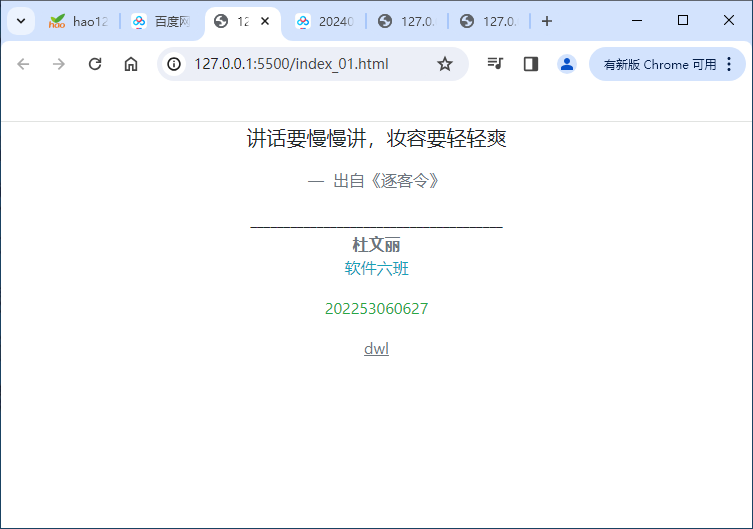 hao12
百度网
12
20240
127.0.
127.0.
127.0.0.1:5500/index_01.html
有新版 Chrome 可用
讲话要慢慢讲，妆容要轻轻爽
— 出自《逐客令》
____________________________________
杜文丽
软件六班
202253060627
dwl